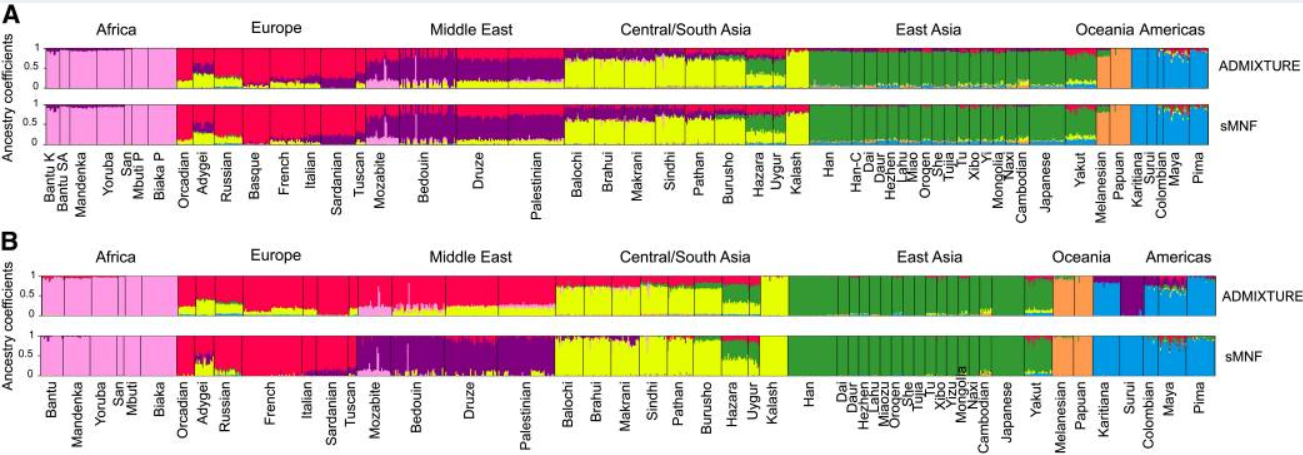 A
Africa Europe Middle East Central/South Asia East Asia Oceania Americas
Ancestry coefficients
1
0.5
0
ADMIXTURE
1
0.5
0
sMNF
Bantu K
Bantu SA
Mandenka
Yoruba
San
Mbuti P
Biaka P
Orcadian
Adygei
Russian
Basque
French
Italian
Sardinian
Tuscan
Mozabite
Bedouin
Druze
Palestinian
Balochi
Brahui
Makrani
Sindhi
Pathan
Burusho
Hazara
Uygur
Kalash
Han
Han-C
Dai
Daur
Hezhen
Lahu
Miao
Oroqen
She
Tujia
Tu
Xibo
Yi
Mongolia
Naxi
Cambodian
Japanese
Yakut
Melanesian
Papuan
Karitiana
Surui
Colombian
Maya
Pima
B
Africa Europe Middle East Central/South Asia East Asia Oceania Americas
Ancestry coefficients
1
0.5
0
ADMIXTURE
1
0.5
0
sMNF
Bantu
Mandenka
Yoruba
San
Mbuti
Biaka
Orcadian
Adygei
Russian
French
Italian
Sardinian
Tuscan
Mozabite
Bedouin
Druze
Palestinian
Balochi
Brahui
Makrani
Sindhi
Pathan
Burusho
Hazara
Uygur
Kalash
Han
Dai
Daur
Hezhen
Lahu
Miaozu
Oroqen
She
Tujia
Tu
Xibo
Yizu
Mongolia
Naxi
Cambodian
Japanese
Yakut
Melanesian
Papuan
Karitiana
Surui
Colombian
Maya
Pima